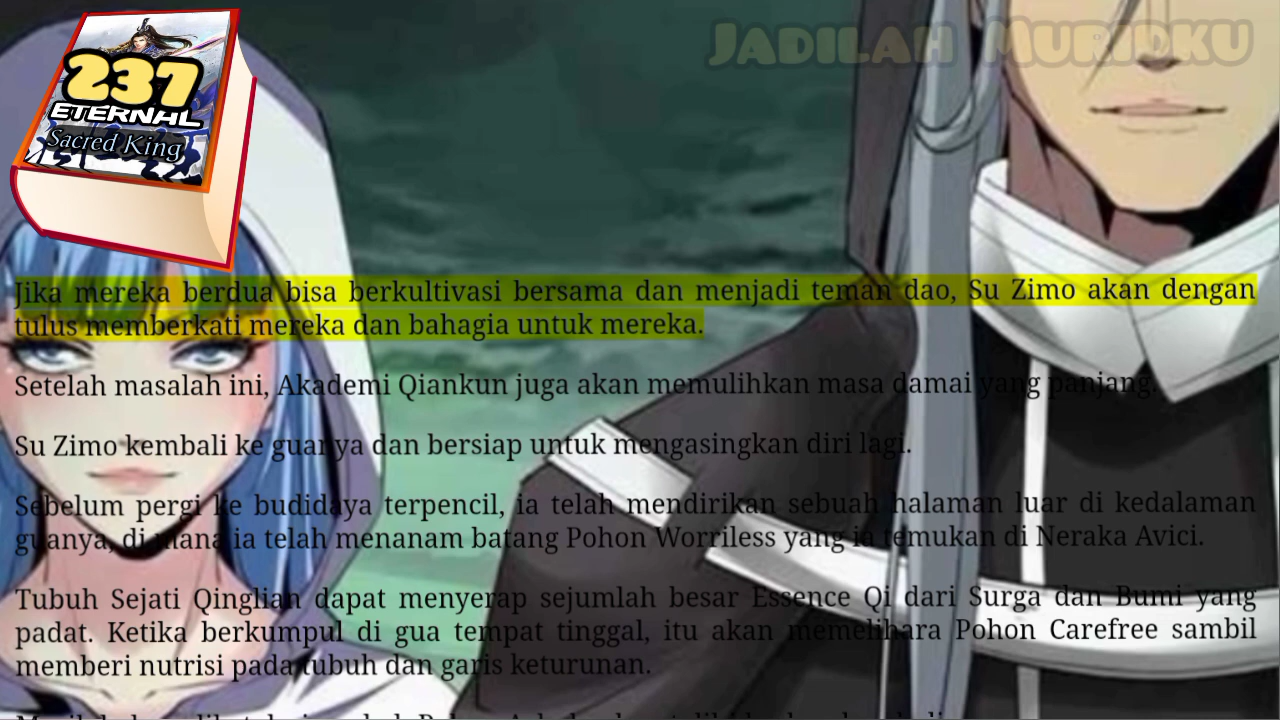 JADILAH MURIDKU
237
ETERNAL
Sacred King
Jika mereka berdua bisa berkultivasi bersama dan menjadi teman dao, Su Zimo akan dengan
tulus memberkati mereka dan bahagia untuk mereka.
Setelah masalah ini, Akademi Qiankun juga akan memulihkan masa damai yang panjang.
Su Zimo kembali ke guanya dan bersiap untuk mengasingkan diri lagi.
Sebelum pergi ke budidaya terpencil, ia telah mendirikan sebuah halaman luar di kedalaman
guanya, di mana ia telah menanam batang Pohon Worriless yang ia temukan di Neraka Avici.
Tubuh Sejati Qinglian dapat menyerap sejumlah besar Essence Qi dari Surga dan Bumi yang
padat. Ketika berkumpul di gua tempat tinggal, itu akan memelihara Pohon Carefree sambil
memberi nutrisi pada tubuh dan garis keturunan.